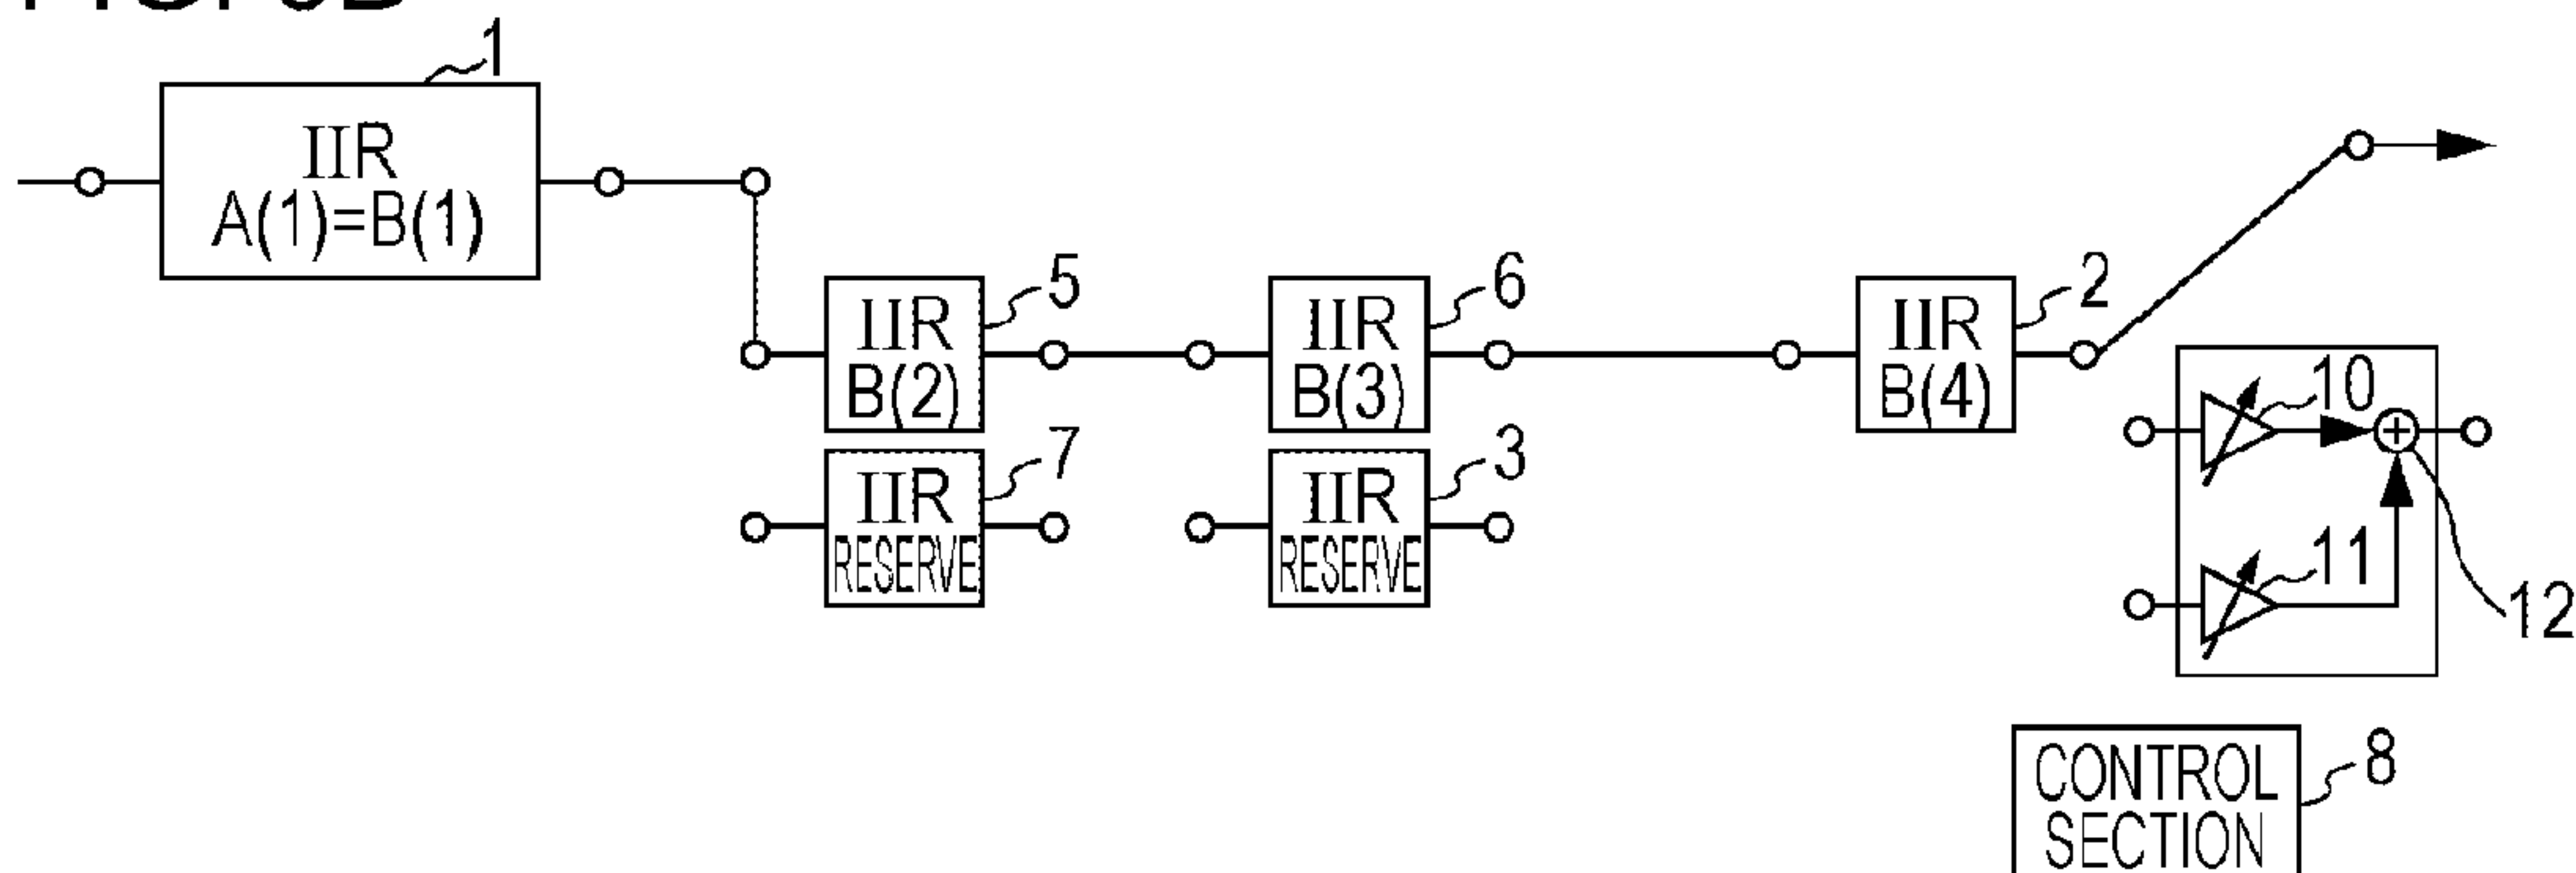 1
IIR
A(1)=B(1)
5
IIR
B(2)
6
IIR
B(3)
2
IIR
B(4)
7
IIR
RESERVE
3
IIR
RESERVE
10
11
12
8
CONTROL
SECTION